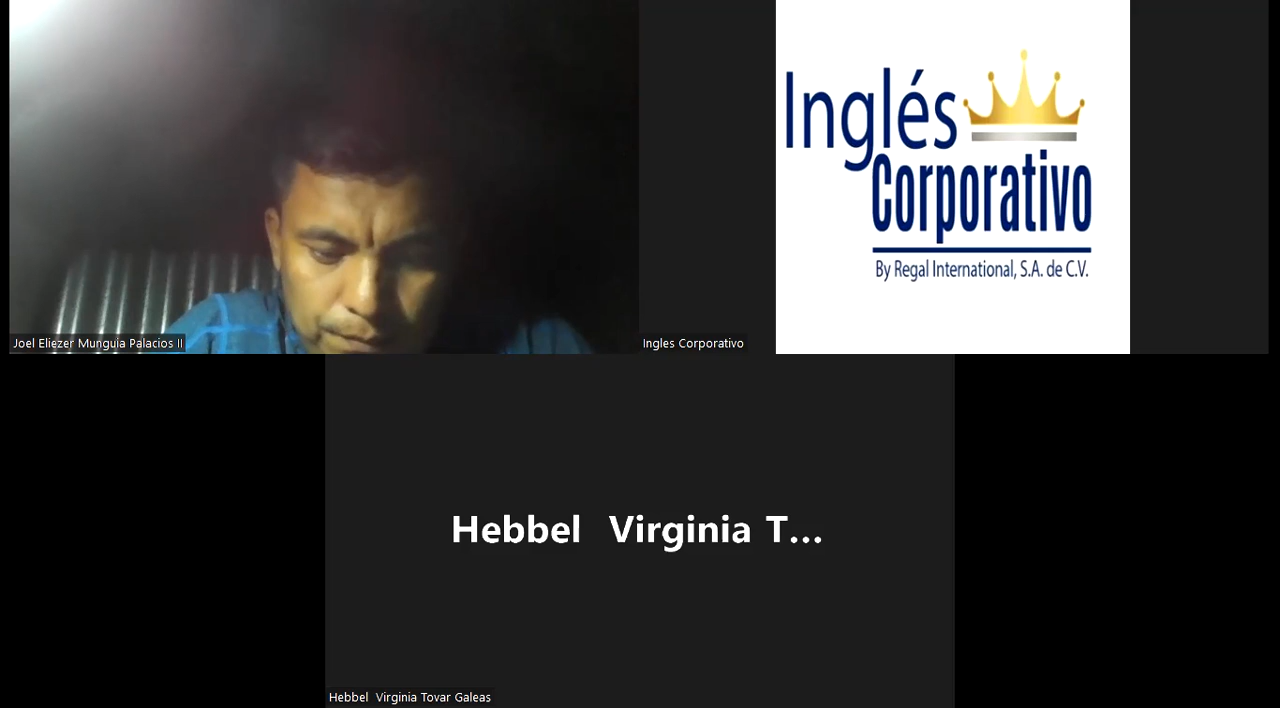 Inglés
Corporativo
By Regal International, S.A. de C.V.
Joel Eliezer Munguia Palacios II
Ingles Corporativo
Hebbel Virginia T...
Hebbel Virginia Tovar Galeas